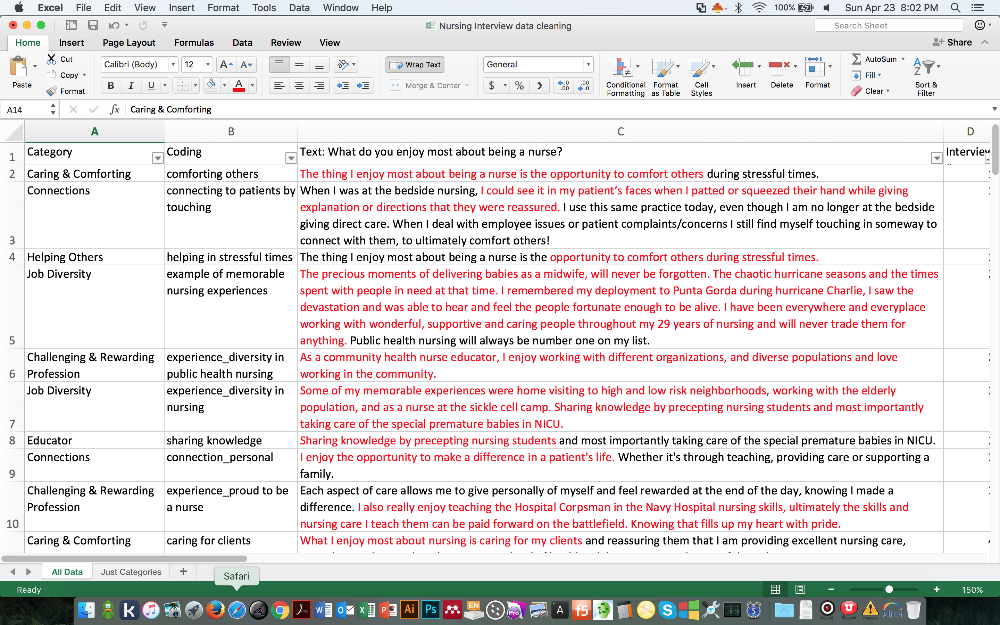 Excel File Edit View Insert Format Tools Data Window Help 100% Sun Apr 23 8:02 PM
Nursing Interview data cleaning Search Sheet
Home Insert Page Layout Formulas Data Review View Share
Cut Calibri (Body) 12 Wrap Text General AutoSum
Copy Fill
Paste Format Merge & Center Conditional Formatting Format as Table Cell Styles Insert Delete Format Clear Sort & Filter
A14 fx Caring & Comforting
A B C D
1 Category Coding Text: What do you enjoy most about being a nurse?
2 Caring & Comforting comforting others The thing I enjoy most about being a nurse is the opportunity to comfort others during stressful times.
Connections connecting to patients by When I was at the bedside nursing, I could see it in my patient’s faces when I patted or squeezed their hand while giving
touching explanation or directions that they were reassured. I use this same practice today, even though I am no longer at the bedside
giving direct care. When I deal with employee issues or patient complaints/concerns I still find myself touching in someway to
3 connect with them, to ultimately comfort others!
4 Helping Others helping in stressful times The thing I enjoy most about being a nurse is the opportunity to comfort others during stressful times.
Job Diversity example of memorable The precious moments of delivering babies as a midwife, will never be forgotten. The chaotic hurricane seasons and the times
nursing experiences spent with people in need at that time. I remembered my deployment to Punta Gorda during hurricane Charlie, I saw the
devastation and was able to hear and feel the people fortunate enough to be alive. I have been everywhere and everyplace
working with wonderful, supportive and caring people throughout my 29 years of nursing and will never trade them for
5 anything. Public health nursing will always be number one on my list.
Challenging & Rewarding experience_diversity in As a community health nurse educator, I enjoy working with different organizations, and diverse populations and love
6 Profession public health nursing working in the community.
Job Diversity experience_diversity in Some of my memorable experiences were home visiting to high and low risk neighborhoods, working with the elderly
nursing population, and as a nurse at the sickle cell camp. Sharing knowledge by precepting nursing students and most importantly
7 taking care of the special premature babies in NICU.
8 Educator sharing knowledge Sharing knowledge by precepting nursing students and most importantly taking care of the special premature babies in NICU.
Connections connection_personal I enjoy the opportunity to make a difference in a patient's life. Whether it's through teaching, providing care or supporting a
9 family.
Challenging & Rewarding experience_proud to be Each aspect of care allows me to give personally of myself and feel rewarded at the end of the day, knowing I made a
Profession a nurse difference. I also really enjoy teaching the Hospital Corpsman in the Navy Hospital nursing skills, ultimately the skills and
10 nursing care I teach them can be paid forward on the battlefield. Knowing that fills up my heart with pride.
Caring & Comforting caring for clients What I enjoy most about nursing is caring for my clients and reassuring them that I am providing excellent nursing care,
All Data Just Categories + Safari
Ready 150%
EN Pro Ai Ps A f5 5 Logout Suggest Problem Alma